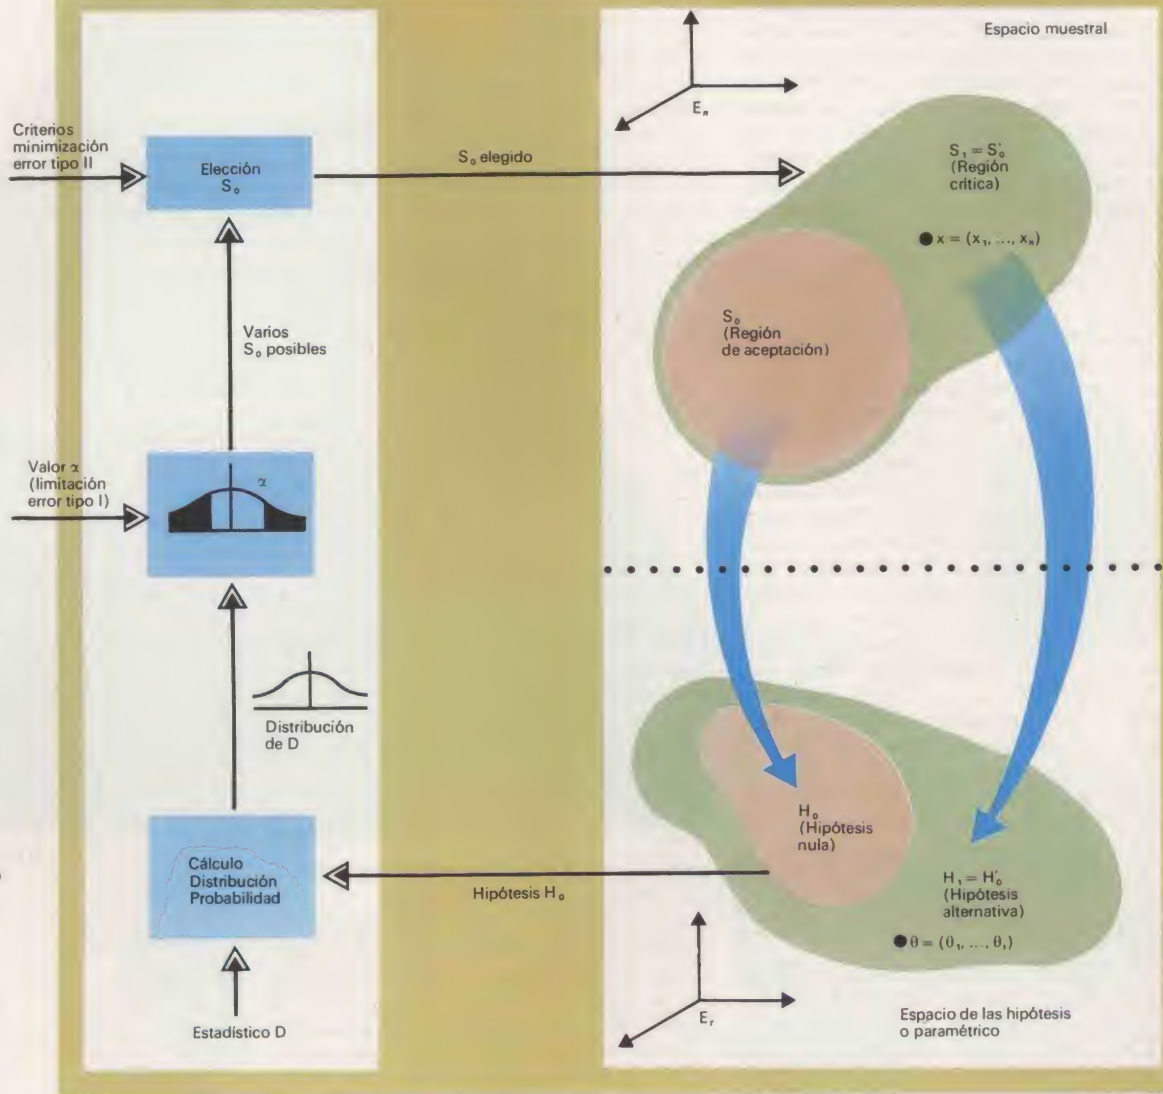 Criterios
minimización
error tipo II
Elección
S₀
S₀ elegido
Varios
S₀ posibles
Valor α
(limitación
error tipo I)
α
Distribución
de D
Cálculo
Distribución
Probabilidad
Hipótesis H₀
Estadístico D
Espacio muestral
Eₙ
S₁ = S₀'
(Región
crítica)
x = (x₁, ..., xₙ)
S₀
(Región
de aceptación)
H₀
(Hipótesis
nula)
H₁ = H₀'
(Hipótesis
alternativa)
θ = (θ₁, ..., θᵣ)
Eᵣ
Espacio de las hipótesis
o paramétrico